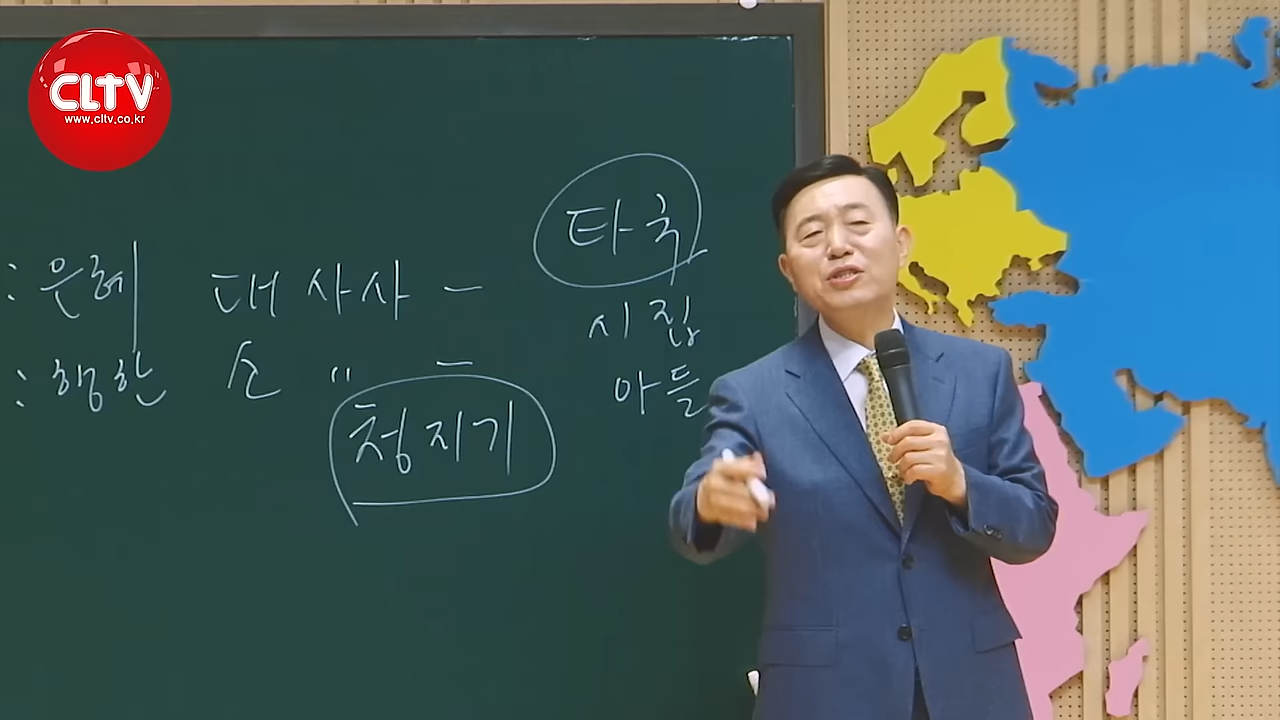 CLTV
www.cltv.co.kr
: 은혜 대사사 - 타국
시집
: 행한 손 " = 아들
청지기